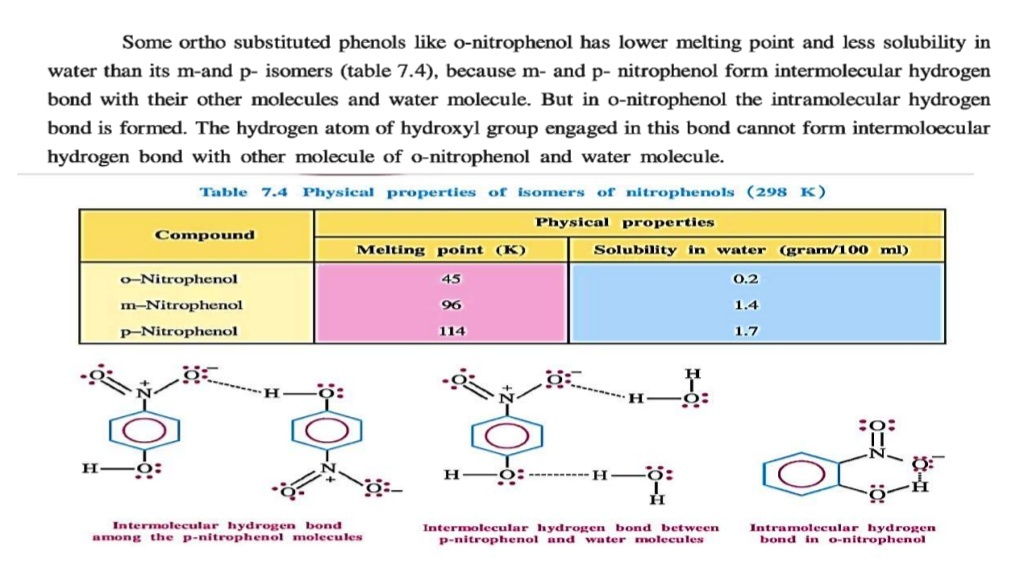 Some ortho substituted phenols like o-nitrophenol has lower melting point and less solubility in
water than its m-and p- isomers (table 7.4), because m- and p- nitrophenol form intermolecular hydrogen
bond with their other molecules and water molecule. But in o-nitrophenol the intramolecular hydrogen
bond is formed. The hydrogen atom of hydroxyl group engaged in this bond cannot form intermoloecular
hydrogen bond with other molecule of o-nitrophenol and water molecule.
Table 7.4 Physical properties of isomers of nitrophenols (298 K)
Compound
Physical properties
Melting point (K)
Solubility in water (gram/100 ml)
o–Nitrophenol 45 0.2
m–Nitrophenol 96 1.4
p–Nitrophenol 114 1.7
O N + O − H O
H O N + O −
Intermolecular hydrogen bond
among the p-nitrophenol molecules
O N + O − H O H
H O H O H
Intermolecular hydrogen bond between
p-nitrophenol and water molecules
O
N O −
O H
Intramolecular hydrogen
bond in o-nitrophenol